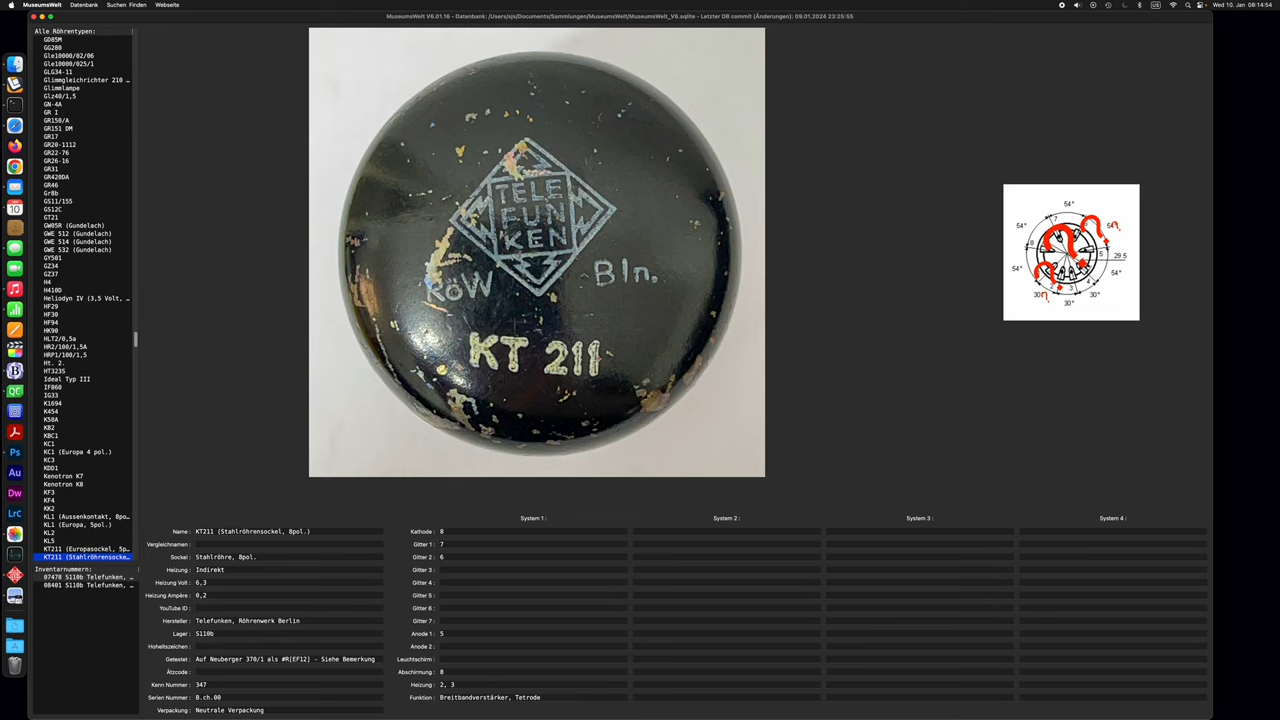 MuseumsWelt Datenbank Suchen Finden Webseite
US Wed 10. Jan 08:14:54
MuseumsWelt V6.01.16 - Datenbank: /Users/sjs/Documents/Sammlungen/MuseumsWelt/MuseumsWelt_V6.sqlite - Letzter DB commit (Änderungen): 09.01.2024 23:25:55
Alle Röhrentypen:
GD85M
GG280
Gle10000/02/06
Gle10000/025/1
GLG34-11
Glimmgleichrichter 210 …
Glimmlampe
Glz40/1,5
GN-4A
GR I
GR150/A
GR151 DM
GR17
GR20-1112
GR22-76
GR26-16
GR31
GR420DA
GR46
Gr8b
GS11/155
GS12C
GT21
GW05R (Gundelach)
GWE 512 (Gundelach)
GWE 514 (Gundelach)
GWE 532 (Gundelach)
GY501
GZ34
GZ37
H4
H410D
Heliodyn IV (3,5 Volt, …
HF29
HF30
HF94
HK90
HLT2/0,5a
HR2/100/1,5A
HRP1/100/1,5
Ht. 2.
HT323S
Ideal Typ III
IF860
IG33
K1694
K454
K50A
KB2
KBC1
KC1
KC1 (Europa 4 pol.)
KC3
KDD1
Kenotron K7
Kenotron K8
KF3
KF4
KK2
KL1 (Aussenkontakt, 8po…
KL1 (Europa, 5pol.)
KL2
KL5
KT211 (Europasockel, 5p…
KT211 (Stahlröhrensocke…
Inventarnummern:
07478 S110b Telefunken, …
08401 S110b Telefunken, …
TELE
FUN
KEN
RöW Bln.
KT 211
54°
54°
7
8
5
29.5
54°
54°
4
3
30°
30°
30°
System 1 : System 2 : System 3 : System 4 :
Name : KT211 (Stahlröhrensockel, 8pol.)
Vergleichnamen :
Sockel : Stahlröhre, 8pol.
Heizung : Indirekt
Heizung Volt : 6,3
Heizung Ampère : 0,2
YouTube ID :
Hersteller : Telefunken, Röhrenwerk Berlin
Lager : S110b
Hoheitszeichen :
Getestet : Auf Neuberger 370/1 als #R[EF12] - Siehe Bemerkung
Ätzcode :
Kenn Nummer : 347
Serien Nummer : B.ch.00
Verpackung : Neutrale Verpackung
Kathode : 8
Gitter 1 : 7
Gitter 2 : 6
Gitter 3 :
Gitter 4 :
Gitter 5 :
Gitter 6 :
Gitter 7 :
Anode 1 : 5
Anode 2 :
Leuchtschirm :
Abschirmung : 8
Heizung : 2, 3
Funktion : Breitbandverstärker, Tetrode